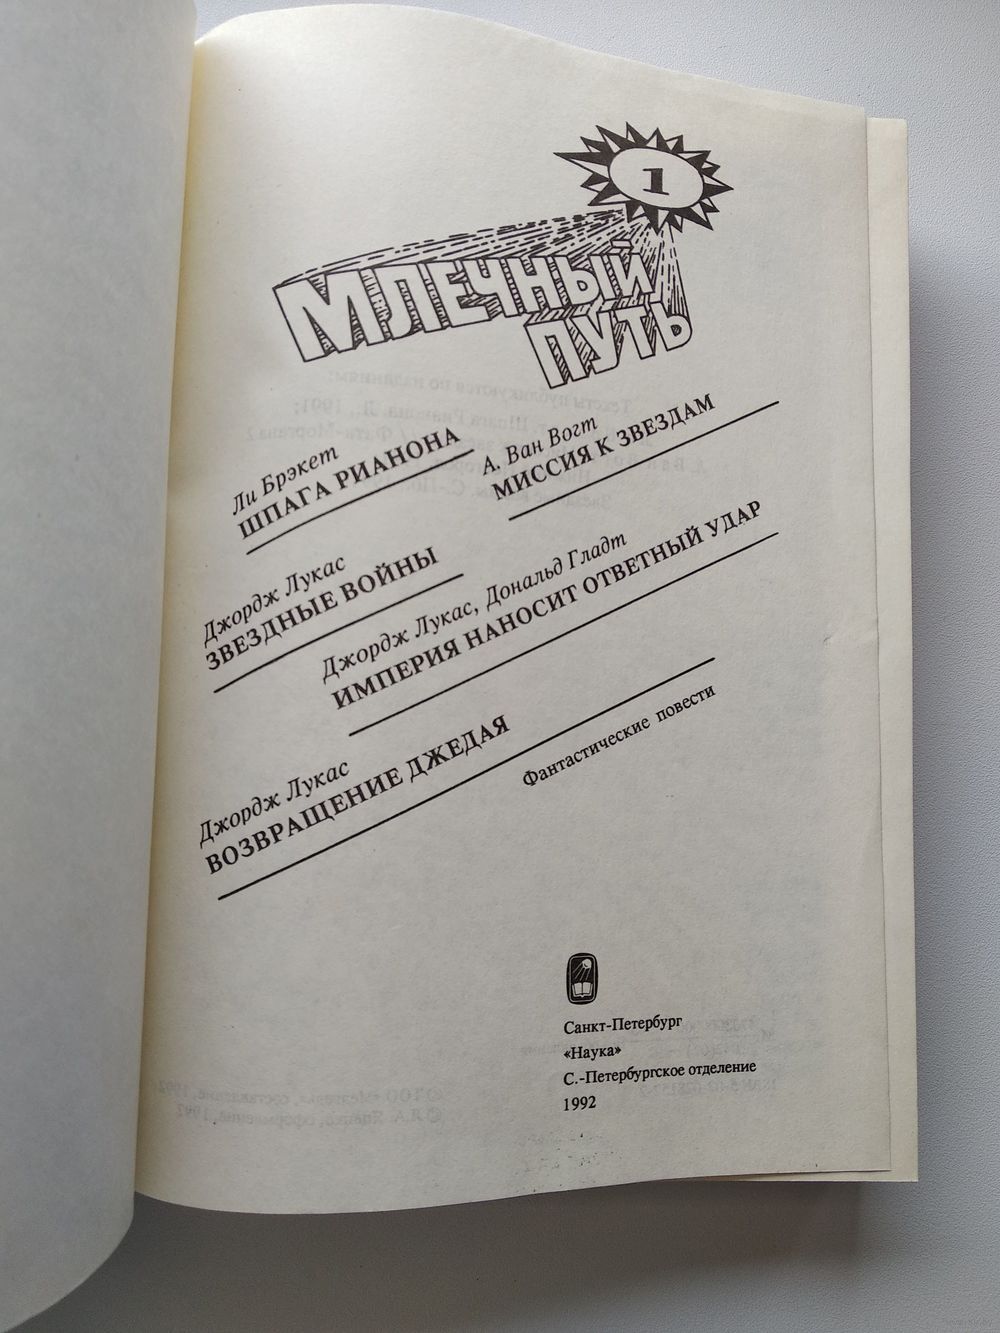 1
МЛЕЧНЫЙ
ПУТЬ
Ли Брэкет
ШПАГА РИАНОНА
А. Ван Вогт
МИССИЯ К ЗВЕЗДАМ
Джордж Лукас
ЗВЕЗДНЫЕ ВОЙНЫ
Джордж Лукас, Дональд Гладт
ИМПЕРИЯ НАНОСИТ ОТВЕТНЫЙ УДАР
Джордж Лукас
ВОЗВРАЩЕНИЕ ДЖЕДАЯ
Фантастические повести
Санкт-Петербург
«Наука»
С.-Петербургское отделение
1992